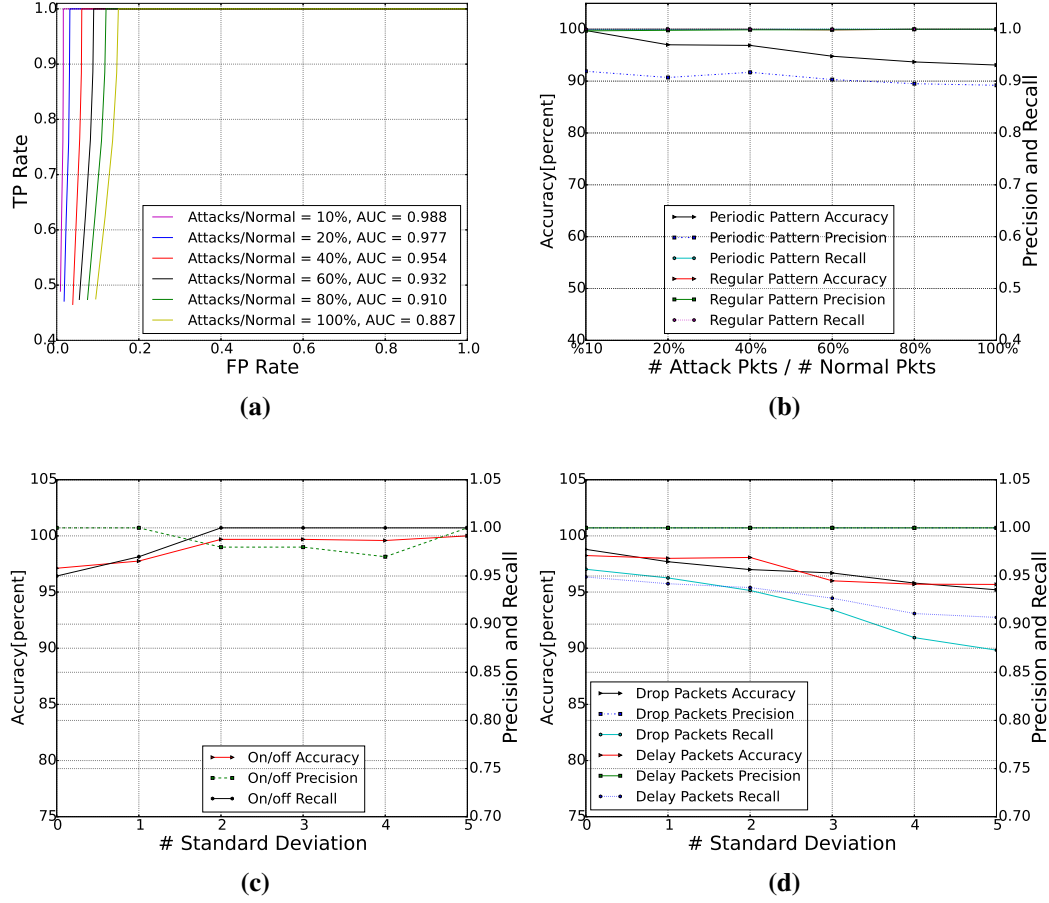 1.0
0.9
0.8
0.7
0.6
0.5
0.4
TP Rate
Attacks/Normal = 10%, AUC = 0.988
Attacks/Normal = 20%, AUC = 0.977
Attacks/Normal = 40%, AUC = 0.954
Attacks/Normal = 60%, AUC = 0.932
Attacks/Normal = 80%, AUC = 0.910
Attacks/Normal = 100%, AUC = 0.887
0.0 0.2 0.4 0.6 0.8 1.0
FP Rate
(a)
100
90
80
70
60
50
40
Accuracy[percent]
Periodic Pattern Accuracy
Periodic Pattern Precision
Periodic Pattern Recall
Regular Pattern Accuracy
Regular Pattern Precision
Regular Pattern Recall
1.0
0.9
0.8
0.7
0.6
0.5
0.4
Precision and Recall
%10 20% 40% 60% 80% 100%
# Attack Pkts / # Normal Pkts
(b)
105
100
95
90
85
80
75
Accuracy[percent]
On/off Accuracy
On/off Precision
On/off Recall
1.05
1.00
0.95
0.90
0.85
0.80
0.75
0.70
Precision and Recall
0 1 2 3 4 5
# Standard Deviation
(c)
105
100
95
90
85
80
75
Accuracy[percent]
Drop Packets Accuracy
Drop Packets Precision
Drop Packets Recall
Delay Packets Accuracy
Delay Packets Precision
Delay Packets Recall
1.05
1.00
0.95
0.90
0.85
0.80
0.75
0.70
Precision and Recall
0 1 2 3 4 5
# Standard Deviation
(d)